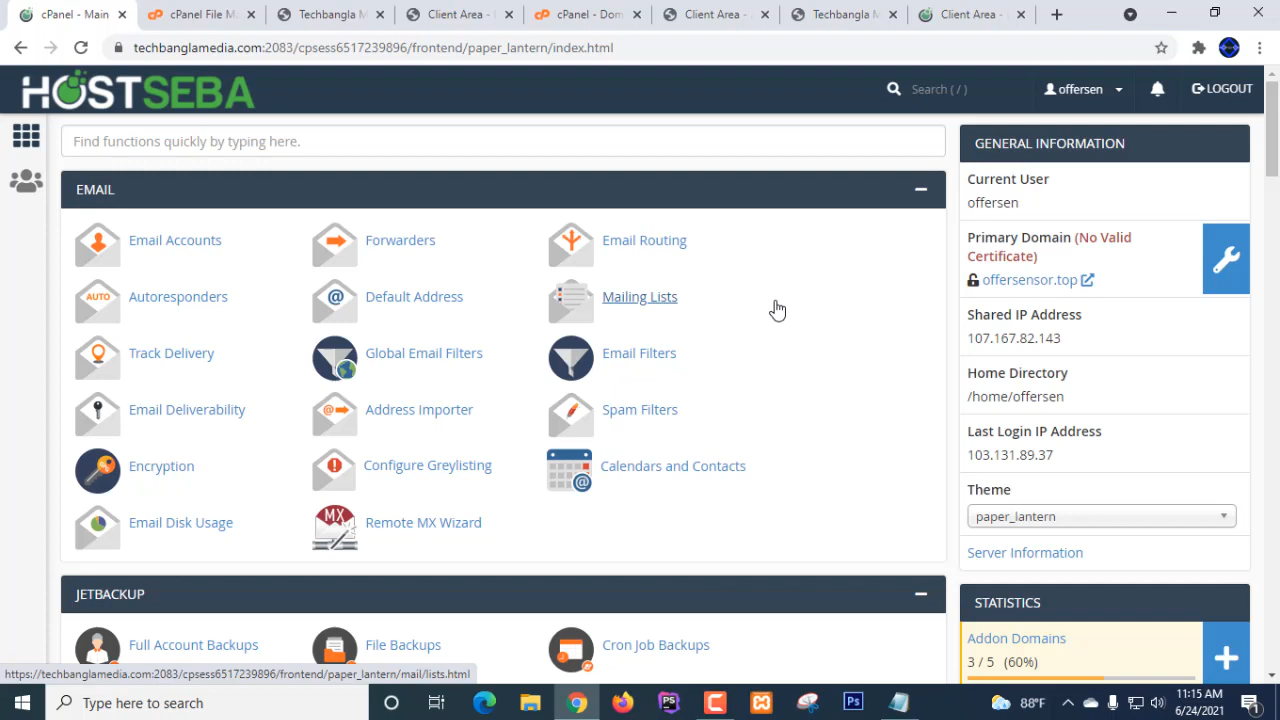 cPanel - Main
cPanel File M
Techbangla M
Client Area -
cPanel - Dom
Client Area -
Techbangla M
Client Area -
techbanglamedia.com:2083/cpsess6517239896/frontend/paper_lantern/index.html
HOSTSEBA
Search ( / )
offersen
LOGOUT
Find functions quickly by typing here.
EMAIL
Email Accounts
Forwarders
Email Routing
AUTO
Autoresponders
@
Default Address
Mailing Lists
Track Delivery
Global Email Filters
Email Filters
Email Deliverability
@
Address Importer
Spam Filters
Encryption
Configure Greylisting
@
Calendars and Contacts
Email Disk Usage
MX
Remote MX Wizard
JETBACKUP
Full Account Backups
File Backups
Cron Job Backups
GENERAL INFORMATION
Current User
offersen
Primary Domain (No Valid
Certificate)
offersensor.top
Shared IP Address
107.167.82.143
Home Directory
/home/offersen
Last Login IP Address
103.131.89.37
Theme
paper_lantern
Server Information
STATISTICS
Addon Domains
3 / 5 (60%)
https://techbanglamedia.com:2083/cpsess6517239896/frontend/paper_lantern/mail/lists.html
Type here to search
PS
Ps
88°F
11:15 AM
6/24/2021
1